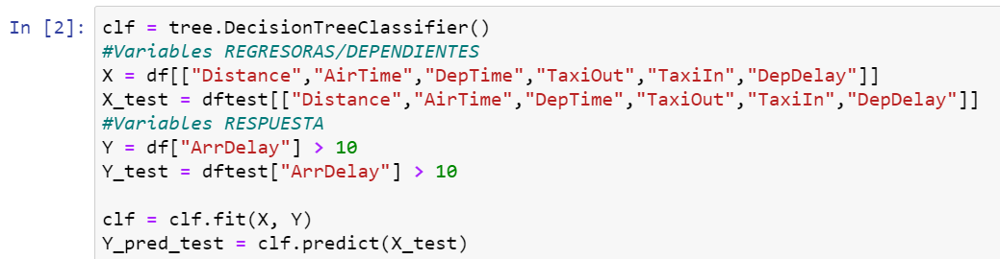 In [2]: clf = tree.DecisionTreeClassifier()
#Variables REGRESORAS/DEPENDIENTES
X = df[["Distance","AirTime","DepTime","TaxiOut","TaxiIn","DepDelay"]]
X_test = dftest[["Distance","AirTime","DepTime","TaxiOut","TaxiIn","DepDelay"]]
#Variables RESPUESTA
Y = df["ArrDelay"] > 10
Y_test = dftest["ArrDelay"] > 10
clf = clf.fit(X, Y)
Y_pred_test = clf.predict(X_test)